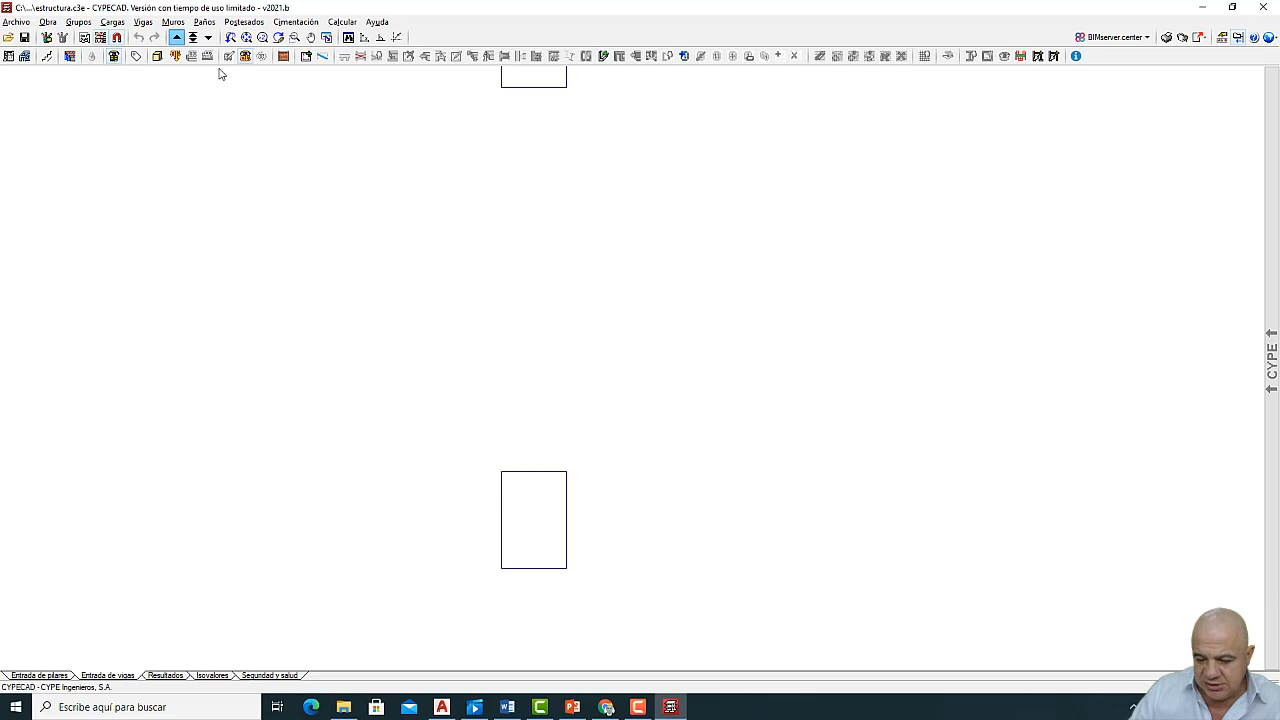 C:\...\estructura.c3e - CYPECAD. Versión con tiempo de uso limitado - v2021.b
Archivo Obra Grupos Cargas Vigas Muros Paños Postesados Cimentación Calcular Ayuda
BIMserver.center
CYPE
Entrada de pilares Entrada de vigas Resultados Isovalores Seguridad y salud
CYPECAD - CYPE Ingenieros, S.A.
Escribe aquí para buscar